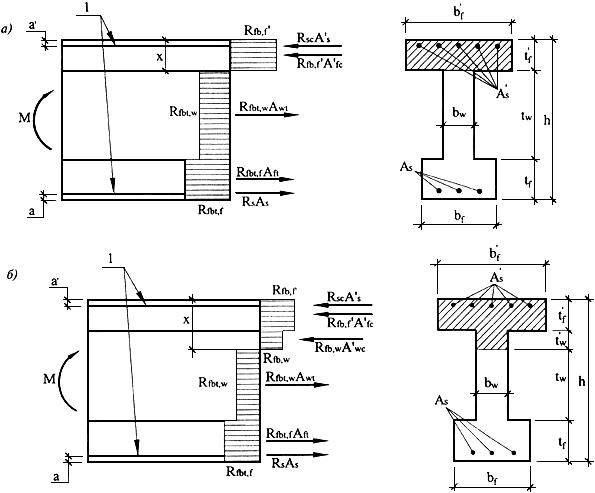 а)
a'
1
x
M
a
Rfb,f'
RscA's
Rfb,f'A'fc
Rfbt,w
Rfbt,wAwt
Rfbt,fAft
RsAs
Rfbt,f
b'f
t'f
A's
bw
tw
h
As
tf
bf
б)
a'
1
x
M
a
Rfb,f
RscA's
Rfb,f'A'fc
Rfb,wA'wc
Rfb,w
Rfbt,w
Rfbt,wAwt
Rfbt,fAft
RsAs
Rfbt,f
b'f
A's
t'f
t'w
bw
tw
h
As
tf
bf